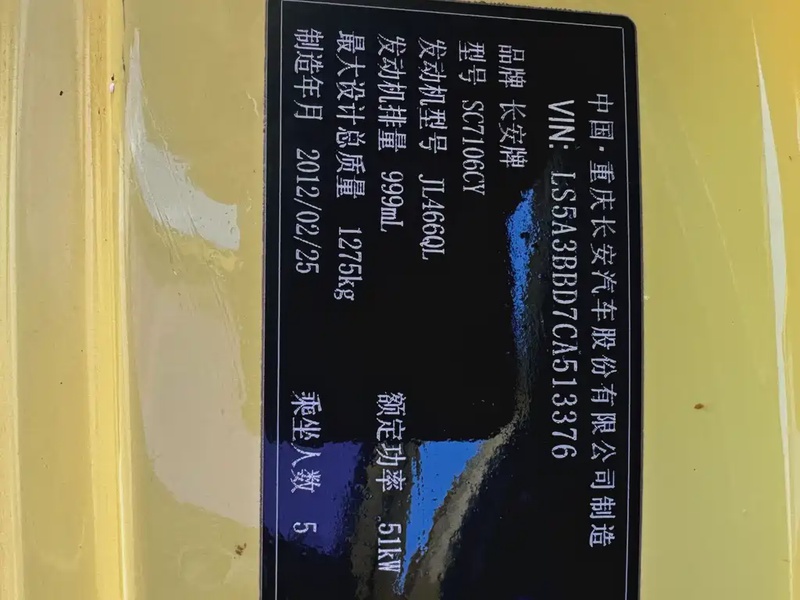 中国·重庆长安汽车股份有限公司制造
VIN: LS5A3BBD7CA513376
品牌 长安牌
型号 SC7106CY
发动机型号 JL466QL
发动机排量 999mL 额定功率 51kW
最大设计总质量 1275kg
制造年月 2012/02/25 乘坐人数 5